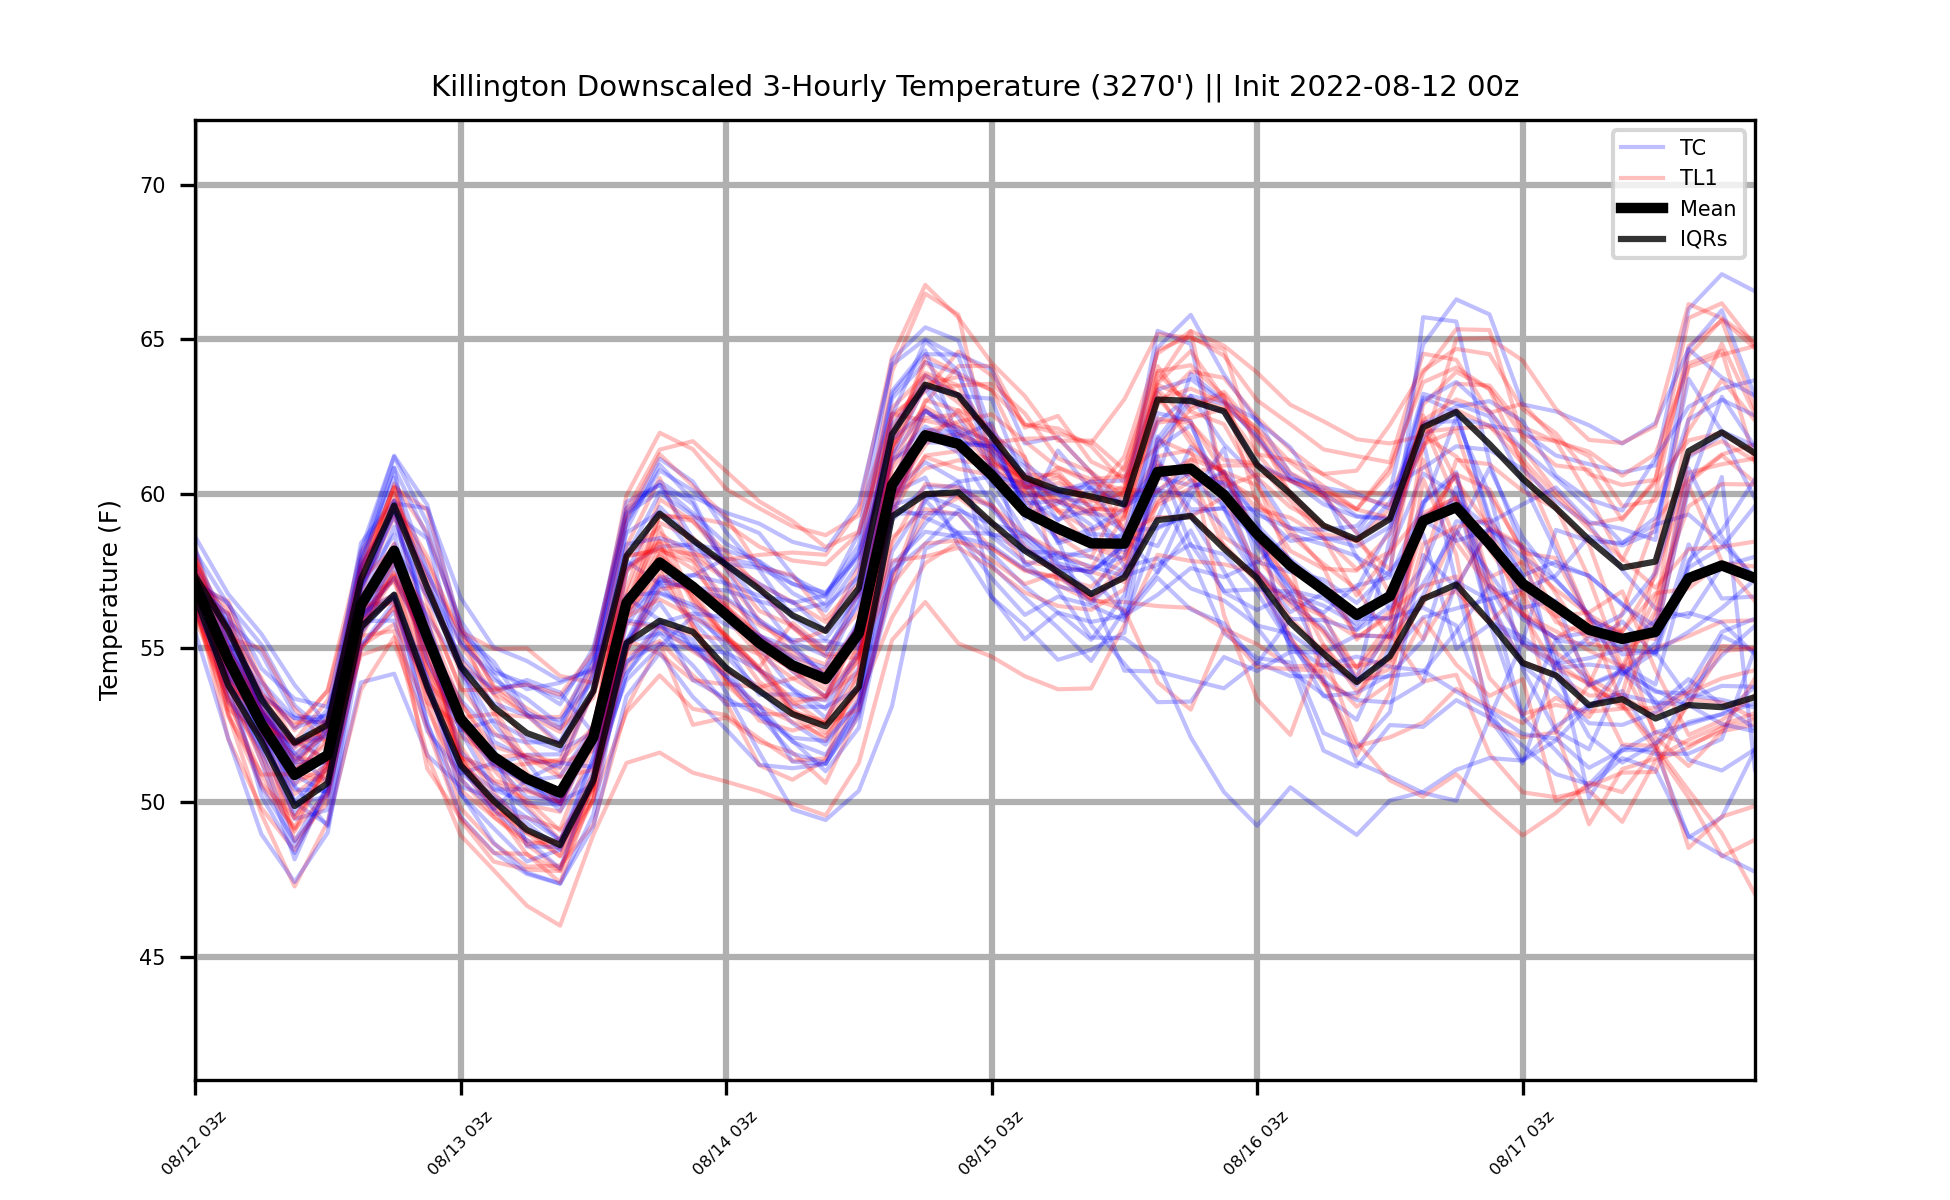 Killington Downscaled 3-Hourly Temperature (3270') || Init 2022-08-12 00z
TC
TL1
Mean
IQRs
Temperature (F)
70
65
60
55
50
45
08/12 03z
08/13 03z
08/14 03z
08/15 03z
08/16 03z
08/17 03z